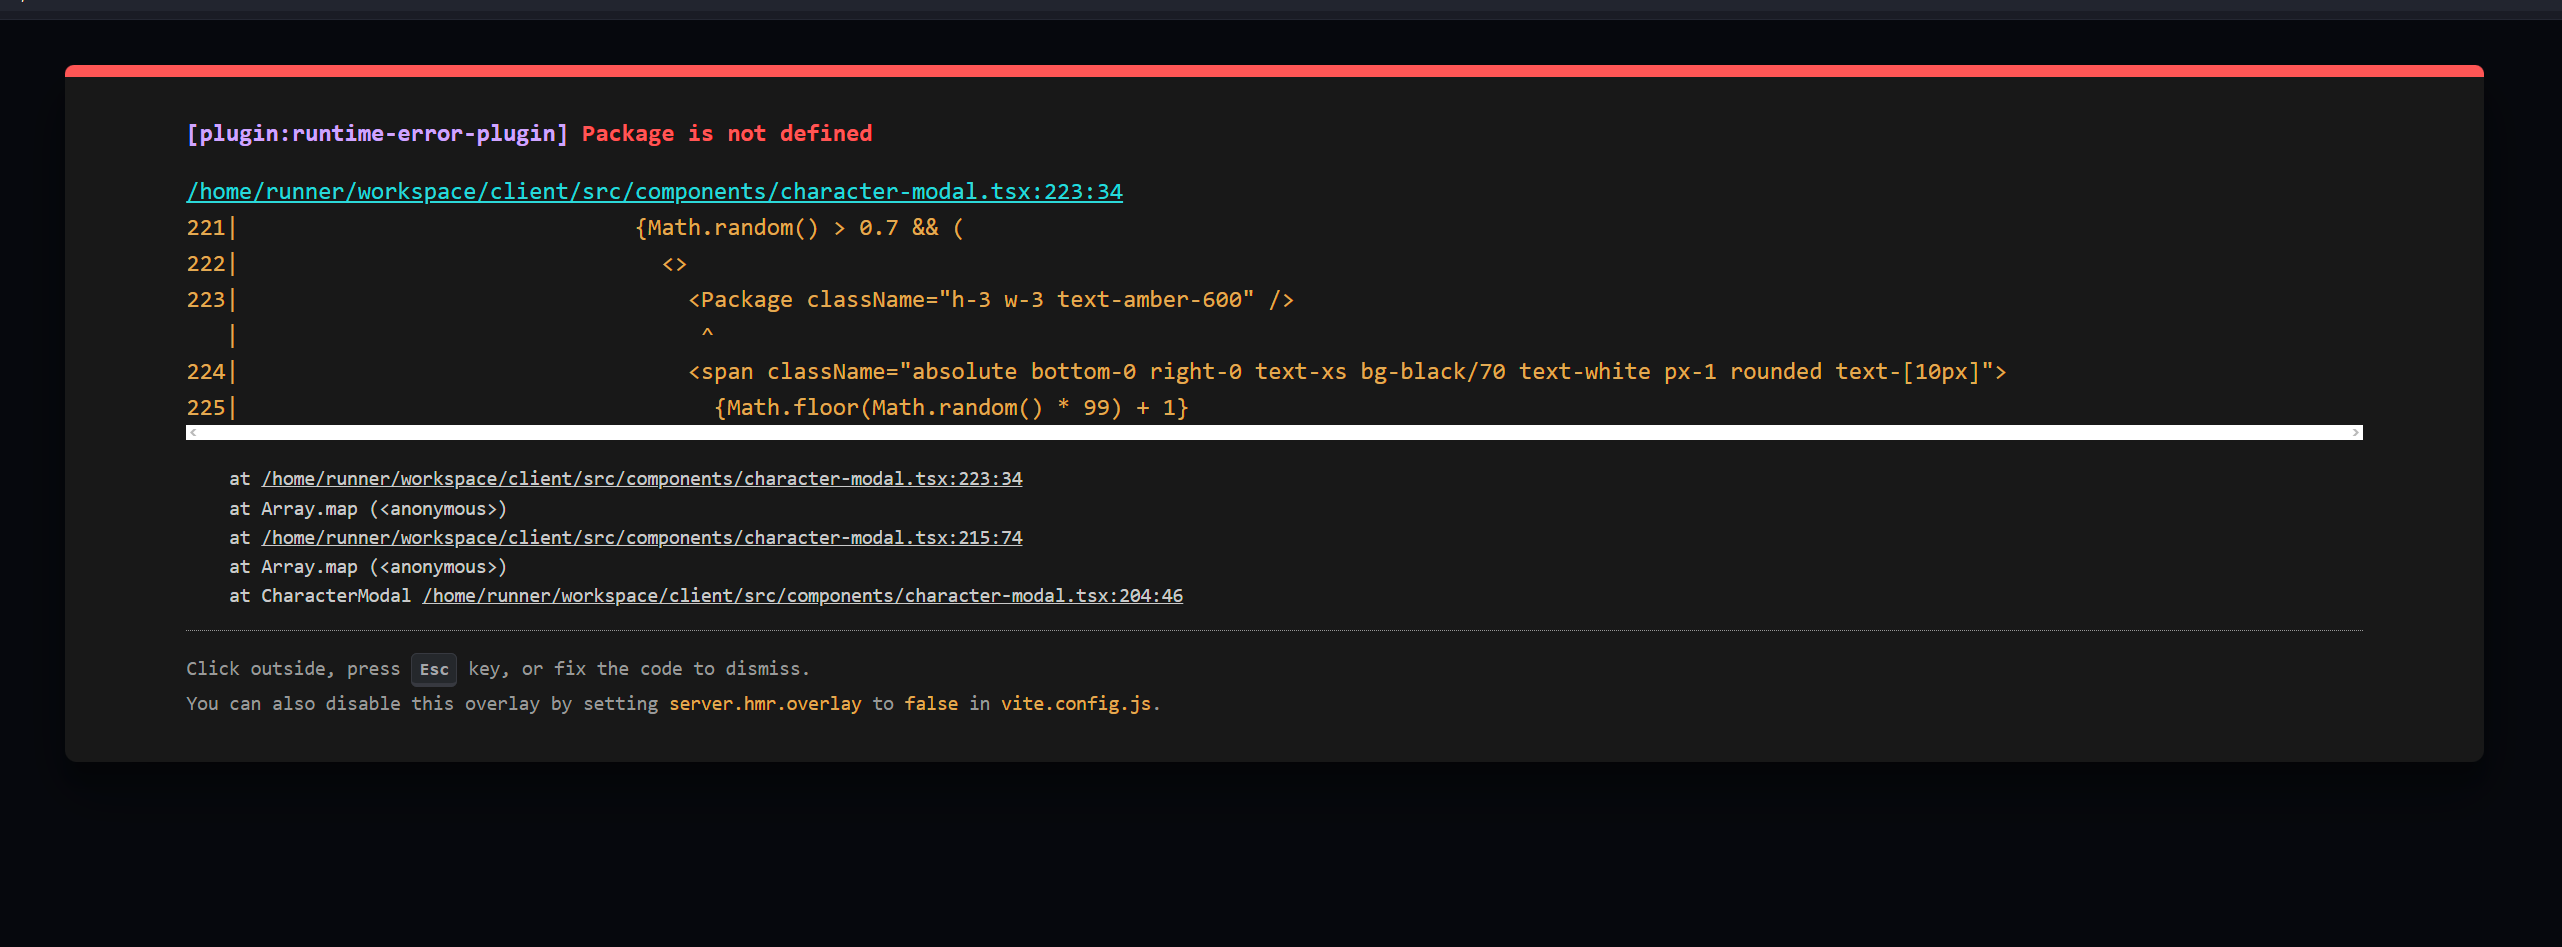 [plugin:runtime-error-plugin] Package is not defined
/home/runner/workspace/client/src/components/character-modal.tsx:223:34
221|                              {Math.random() > 0.7 && (
222|                                <>
223|                                  <Package className="h-3 w-3 text-amber-600" />
   |                                   ^
224|                                  <span className="absolute bottom-0 right-0 text-xs bg-black/70 text-white px-1 rounded text-[10px]">
225|                                    {Math.floor(Math.random() * 99) + 1}
    at /home/runner/workspace/client/src/components/character-modal.tsx:223:34
    at Array.map (<anonymous>)
    at /home/runner/workspace/client/src/components/character-modal.tsx:215:74
    at Array.map (<anonymous>)
    at CharacterModal /home/runner/workspace/client/src/components/character-modal.tsx:204:46
Click outside, press Esc key, or fix the code to dismiss.
You can also disable this overlay by setting server.hmr.overlay to false in vite.config.js.